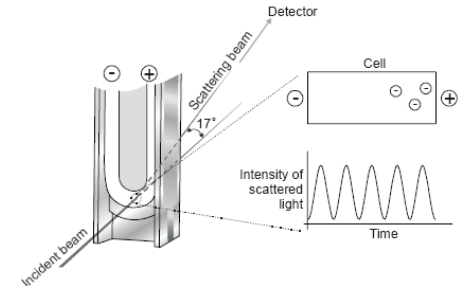 Detector
Scattering beam
17°
Incident beam
- +
Cell
- - - - +
Intensity of
scattered
light
Time